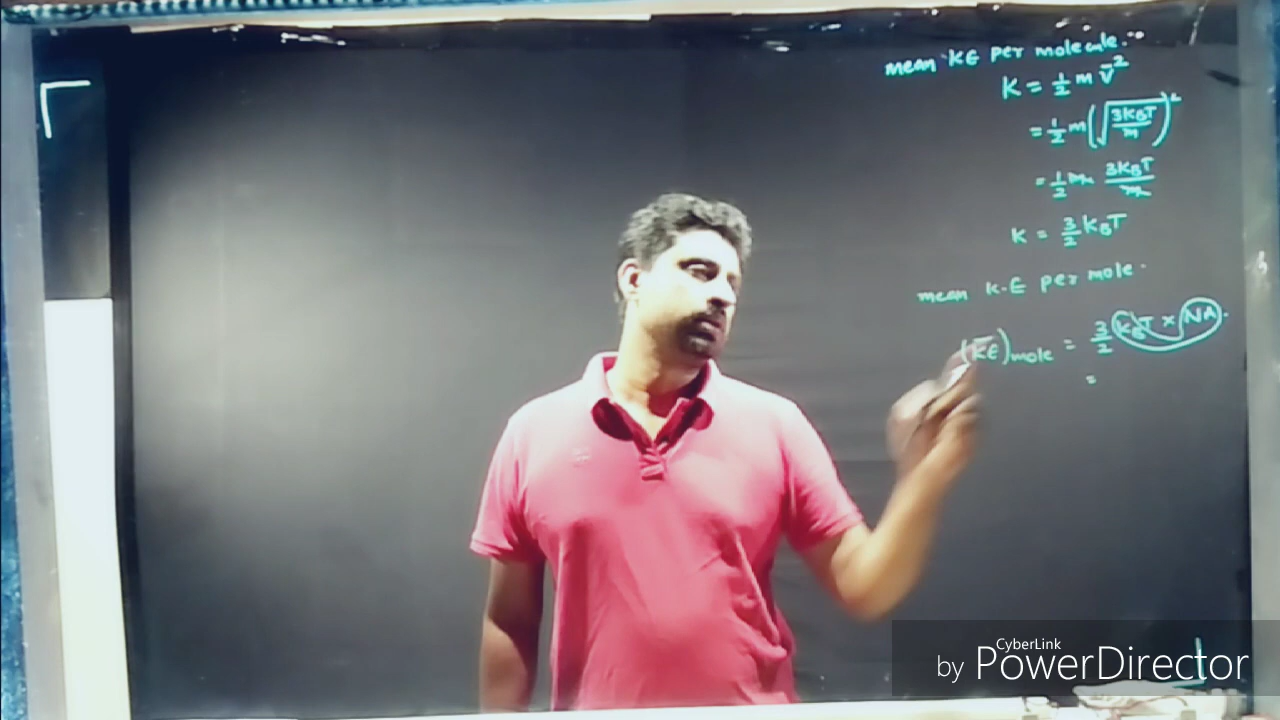 mean KE per molecule.
K = 1/2 m v̄²
= 1/2 m (√(3KBT/m))²
= 1/2 m 3KBT/m
K = 3/2 KBT
mean K.E per mole.
(K̄E)mole = 3/2 KBT × NA.
=
CyberLink
by PowerDirector